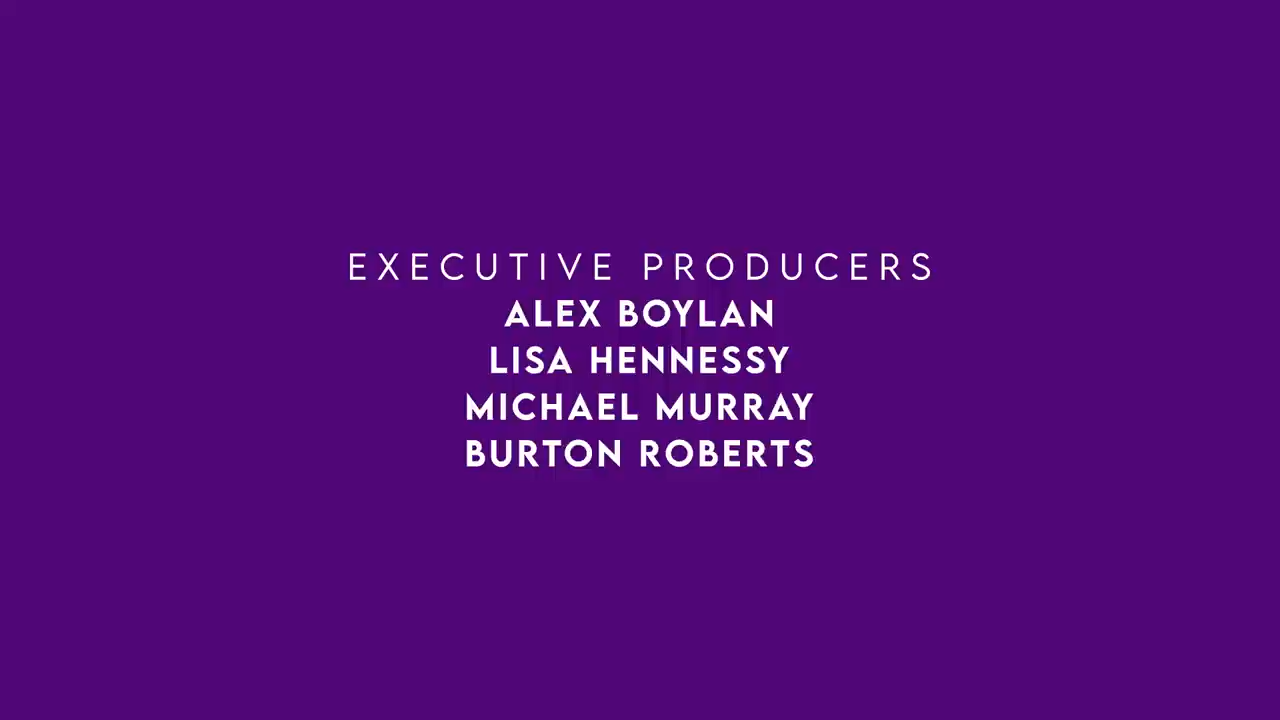 EXECUTIVE PRODUCERS
ALEX BOYLAN
LISA HENNESSY
MICHAEL MURRAY
BURTON ROBERTS